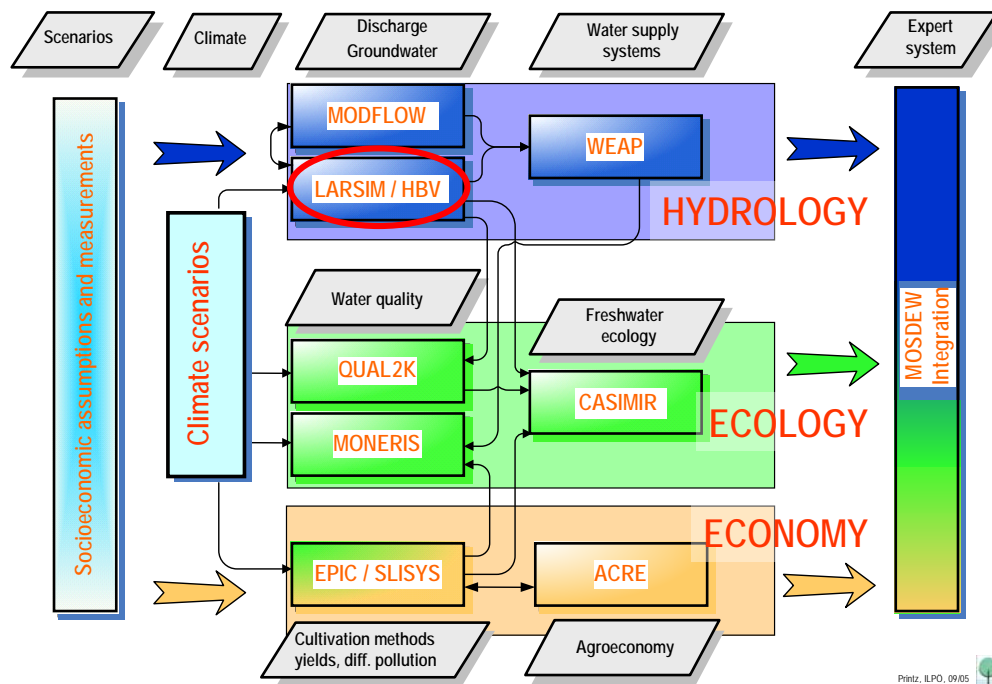 Scenarios
Climate
Discharge
Groundwater
Water supply
systems
Expert
system
Socioeconomic assumptions and measurements
Climate scenarios
MODFLOW
LARSIM / HBV
WEAP
HYDROLOGY
Water quality
Freshwater
ecology
QUAL2K
MONERIS
CASIMIR
ECOLOGY
MOSDEW
Integration
ECONOMY
EPIC / SLISYS
ACRE
Cultivation methods
yields, diff. pollution
Agroeconomy
Printz, ILPÖ, 09/05